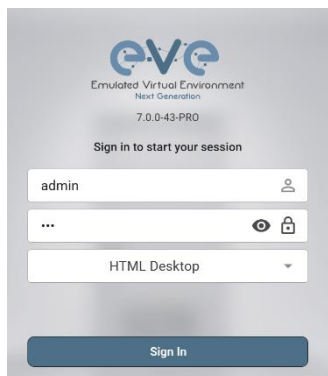 eve
Emulated Virtual Environment
Next Generation
7.0.0-43-PRO
Sign in to start your session
admin
•••
HTML Desktop
Sign In